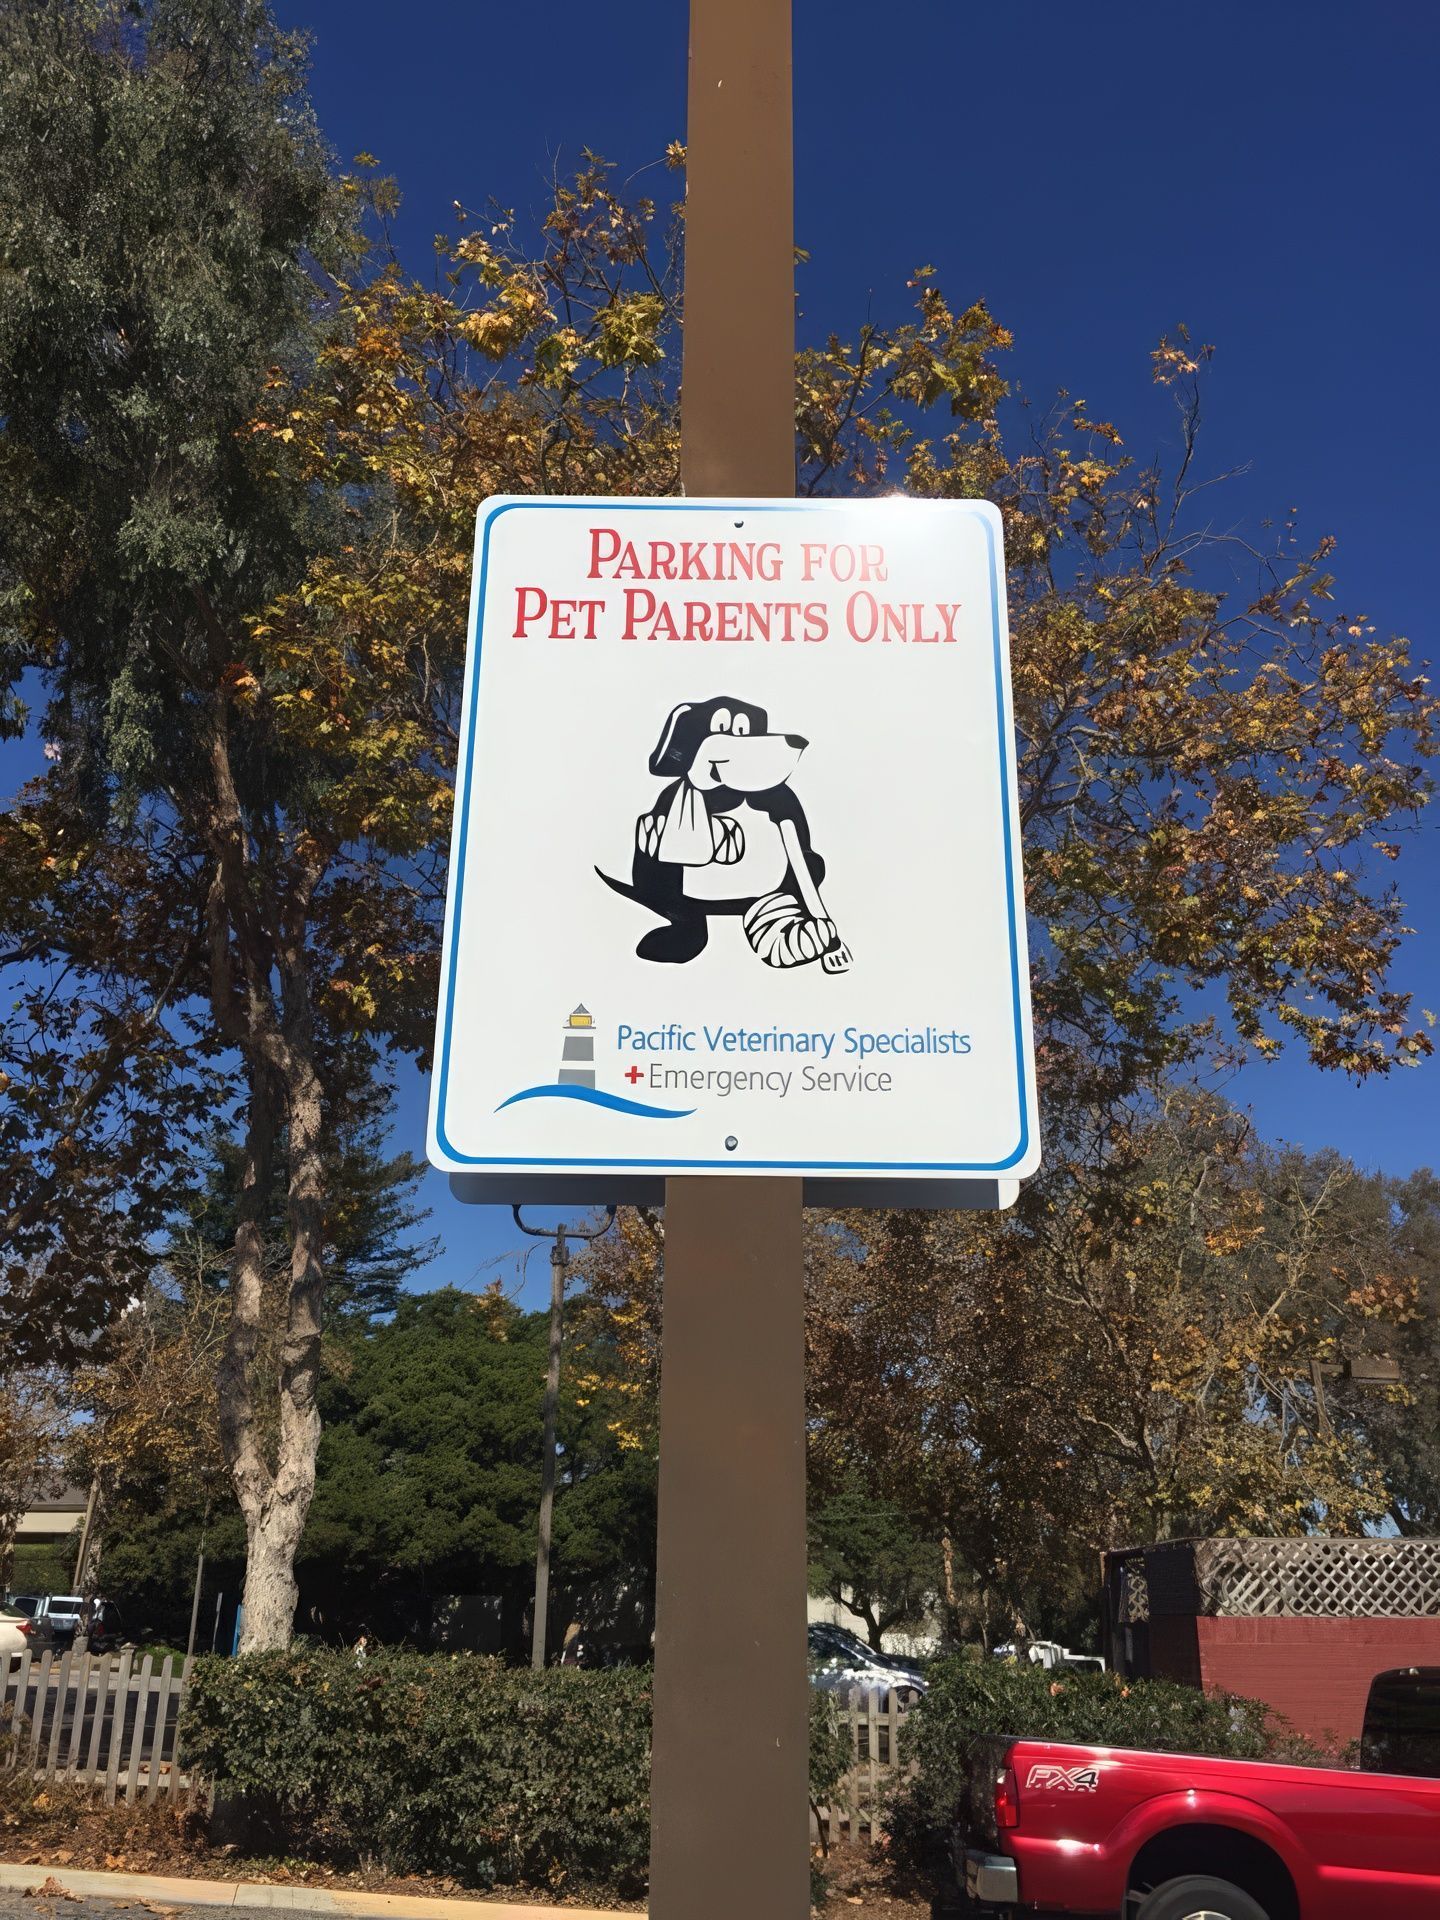 PARKING FOR
PET PARENTS ONLY
Pacific Veterinary Specialists
+Emergency Service
FX4